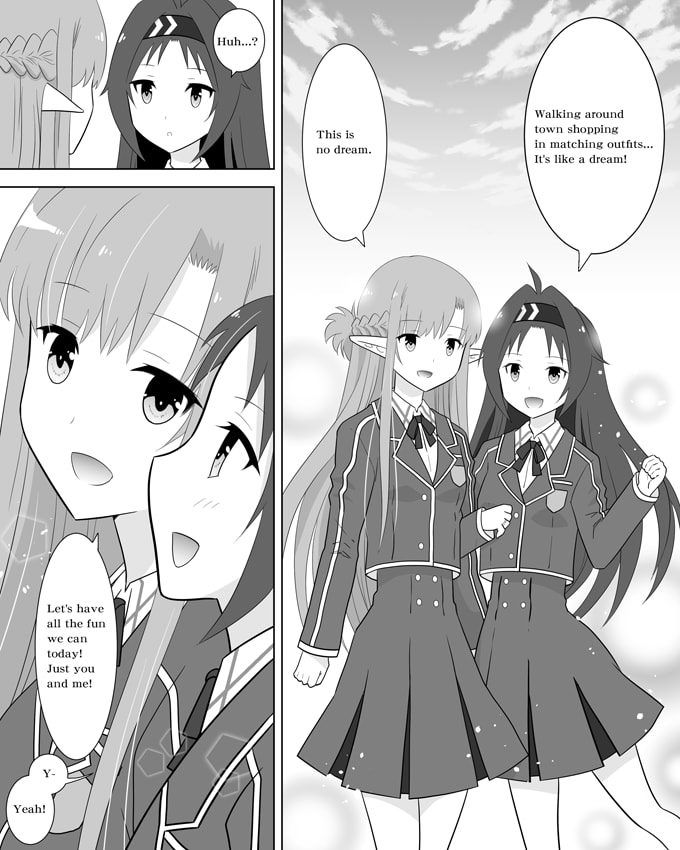 Walking around
town shopping
in matching outfits...
It's like a dream!
This is
no dream.
Huh...?
Let's have
all the fun
we can
today!
Just you
and me!
Y-
Yeah!